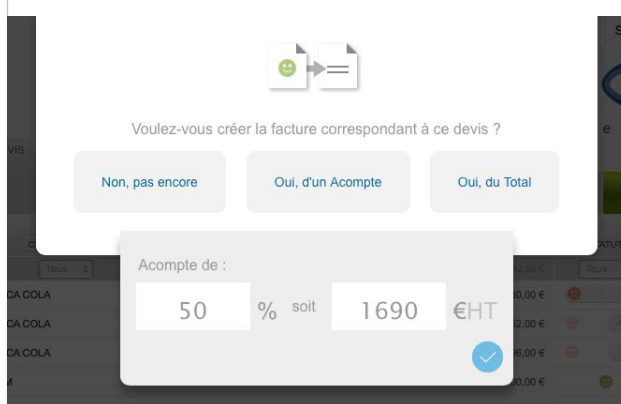 Voulez-vous créer la facture correspondant à ce devis ?
Non, pas encore
Oui, d'un Acompte
Oui, du Total
Acompte de :
50 % soit 1690 €HT
Tous
Tous
CA COLA
CA COLA
CA COLA